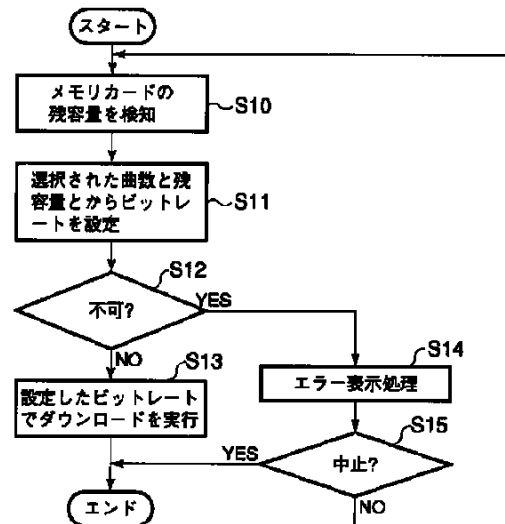 スタート
メモリカードの
残容量を検知
S10
選択された曲数と残
容量とからビットレ
ートを設定
S11
S12
不可?
YES
NO
S13
設定したビットレート
でダウンロードを実行
S14
エラー表示処理
S15
中止?
YES
NO
エンド